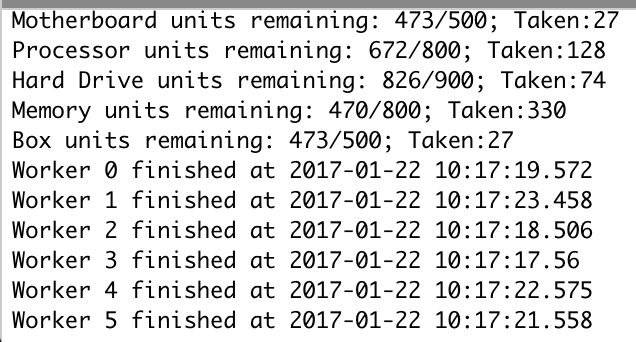 Motherboard units remaining: 473/500; Taken:27
Processor units remaining: 672/800; Taken:128
Hard Drive units remaining: 826/900; Taken:74
Memory units remaining: 470/800; Taken:330
Box units remaining: 473/500; Taken:27
Worker 0 finished at 2017-01-22 10:17:19.572
Worker 1 finished at 2017-01-22 10:17:23.458
Worker 2 finished at 2017-01-22 10:17:18.506
Worker 3 finished at 2017-01-22 10:17:17.56
Worker 4 finished at 2017-01-22 10:17:22.575
Worker 5 finished at 2017-01-22 10:17:21.558